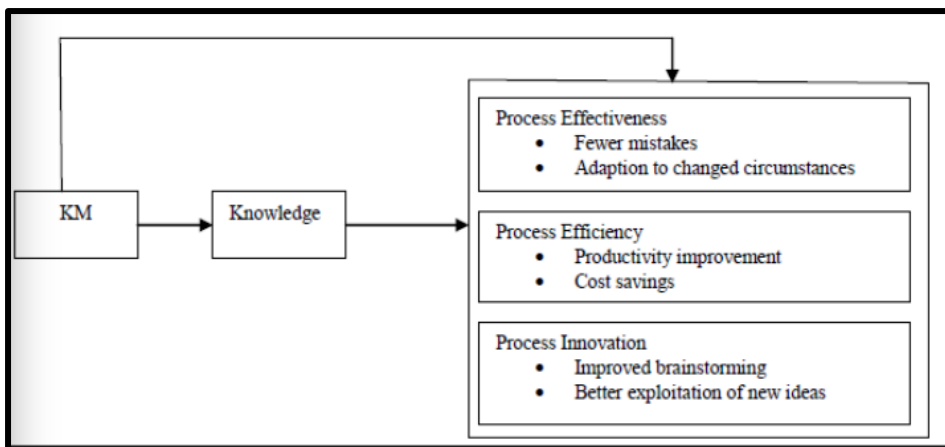 KM
Knowledge
Process Effectiveness
• Fewer mistakes
• Adaption to changed circumstances
Process Efficiency
• Productivity improvement
• Cost savings
Process Innovation
• Improved brainstorming
• Better exploitation of new ideas